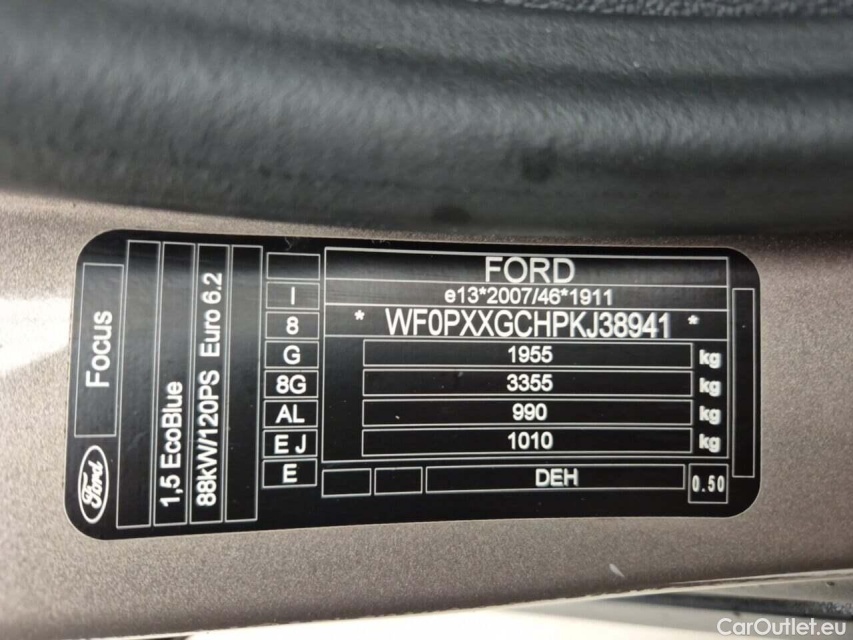 Focus
Ford
1,5 EcoBlue
88kW/120PS Euro 6.2
I
8
G
8G
AL
EJ
E
FORD
e13*2007/46*1911
* WF0PXXGCHPKJ38941 *
1955 kg
3355 kg
990 kg
1010 kg
DEH 0.50
CarOutlet.eu